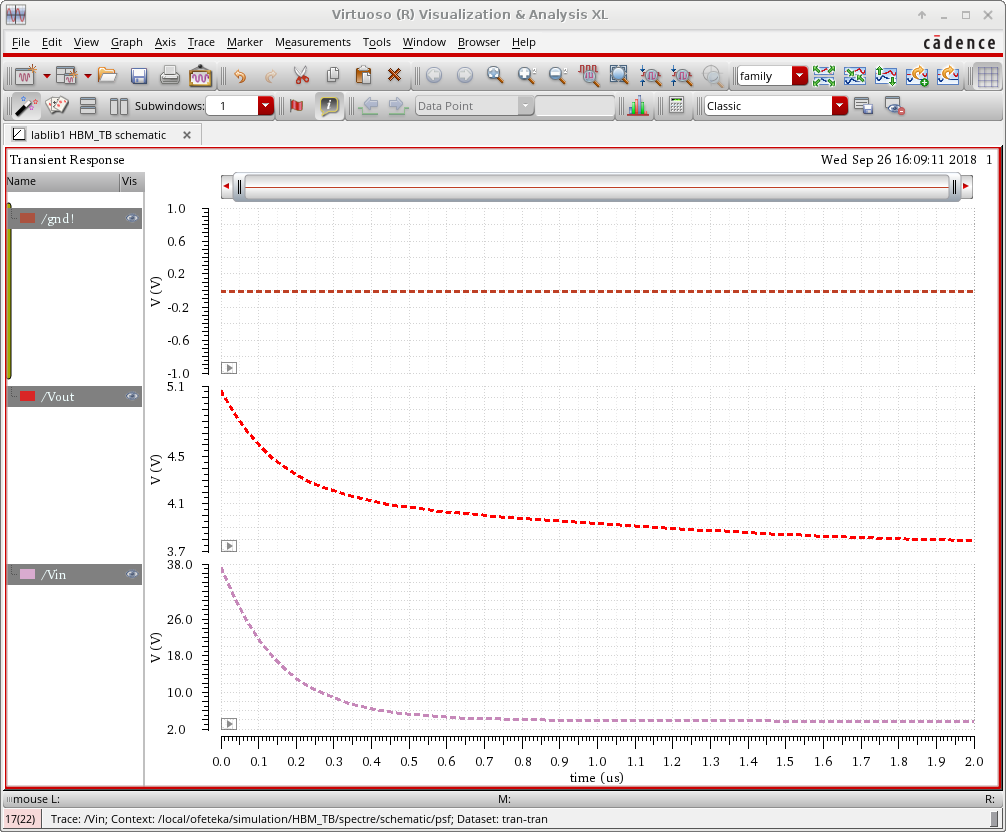 Virtuoso (R) Visualization & Analysis XL
File Edit View Graph Axis Trace Marker Measurements Tools Window Browser Help
cādence
family
Subwindows: 1
Data Point
Classic
lablib1 HBM_TB schematic
Transient Response
Wed Sep 26 16:09:11 2018 1
Name Vis
/gnd!
1.0
0.6
0.2
-0.2
-0.6
-1.0
V (V)
/Vout
5.1
4.5
4.1
3.7
V (V)
/Vin
38.0
26.0
18.0
10.0
2.0
V (V)
0.0 0.1 0.2 0.3 0.4 0.5 0.6 0.7 0.8 0.9 1.0 1.1 1.2 1.3 1.4 1.5 1.6 1.7 1.8 1.9 2.0
time (us)
mouse L: M: R:
17(22) Trace: /Vin; Context: /local/ofeteka/simulation/HBM_TB/spectre/schematic/psf; Dataset: tran-tran